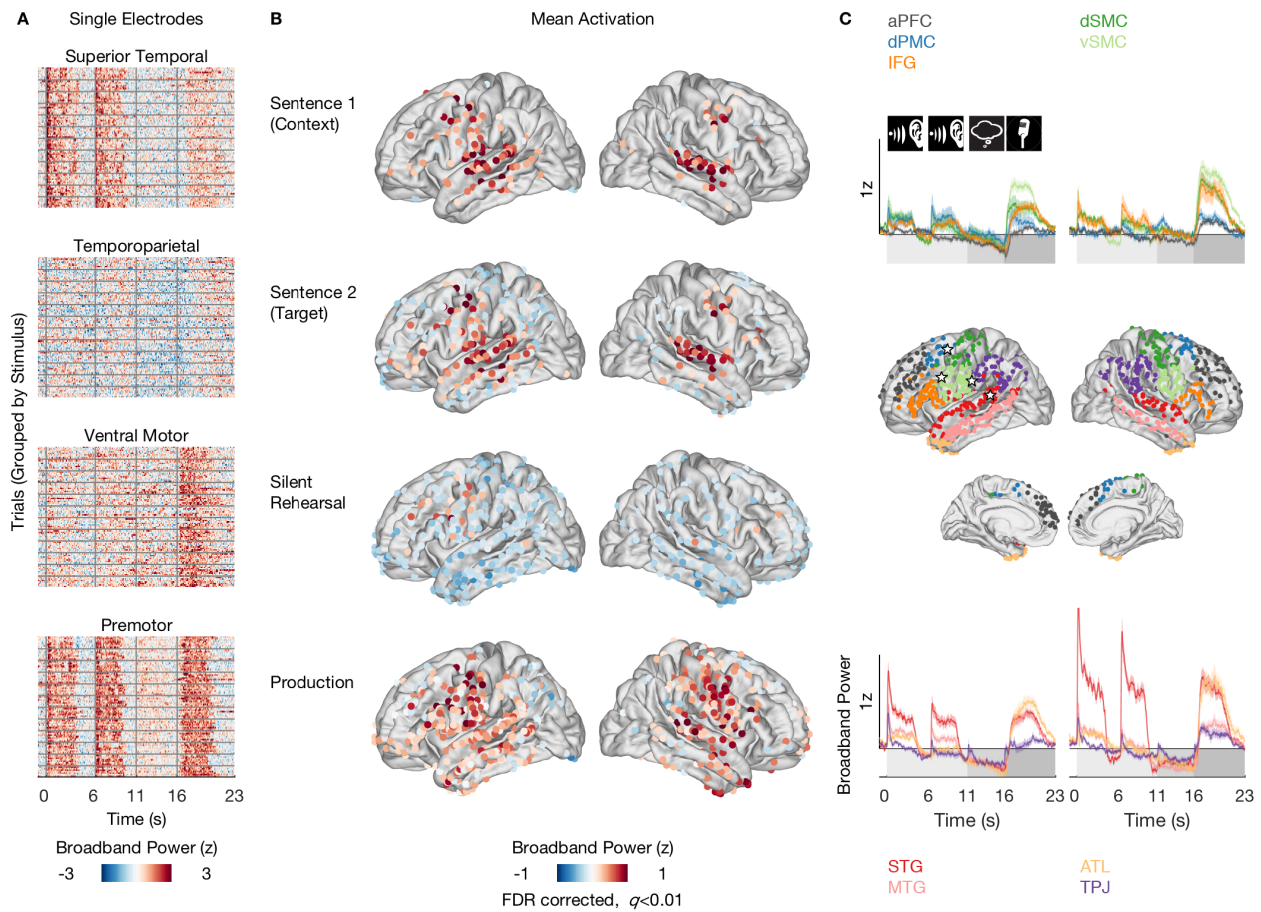 A
Single Electrodes
Superior Temporal
Temporoparietal
Ventral Motor
Premotor
Trials (Grouped by Stimulus)
0 6 11 16 23
Time (s)
Broadband Power (z)
-3 3
B
Mean Activation
Sentence 1
(Context)
Sentence 2
(Target)
Silent
Rehearsal
Production
Broadband Power (z)
-1 1
FDR corrected, q<0.01
C
aPFC dSMC
dPMC vSMC
IFG
1z
Broadband Power
1z
0 6 11 16 23 0 6 11 16 23
Time (s) Time (s)
STG ATL
MTG TPJ